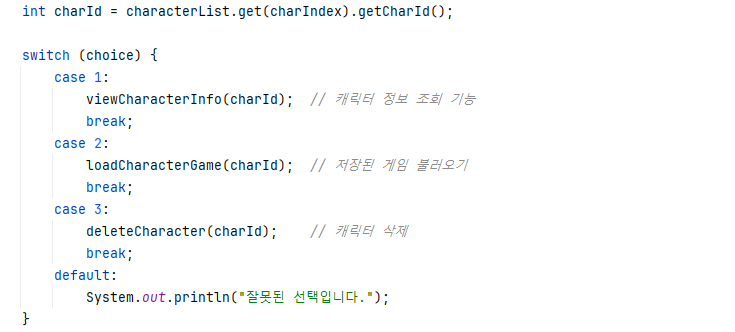 int charId = characterList.get(charIndex).getCharId();
switch (choice) {
case 1:
viewCharacterInfo(charId);  // 캐릭터 정보 조회 기능
break;
case 2:
loadCharacterGame(charId);  // 저장된 게임 불러오기
break;
case 3:
deleteCharacter(charId);    // 캐릭터 삭제
break;
default:
System.out.println("잘못된 선택입니다.");
}